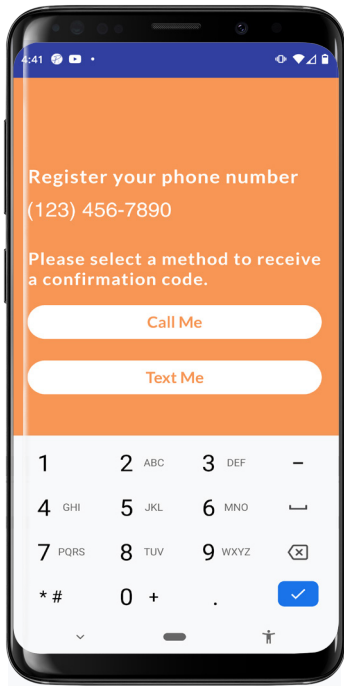 4:41
Register your phone number
(123) 456-7890
Please select a method to receive
a confirmation code.
Call Me
Text Me
1 2 ABC 3 DEF -
4 GHI 5 JKL 6 MNO
7 PQRS 8 TUV 9 WXYZ
* # 0 + .